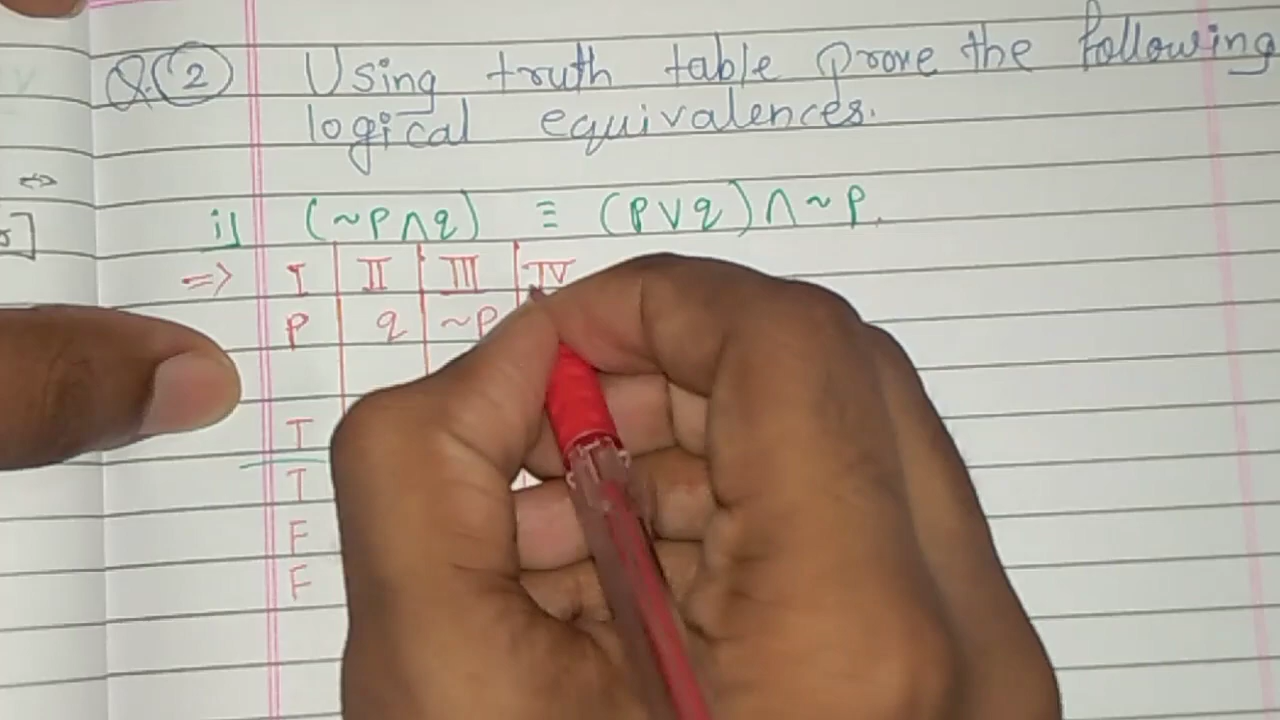 Q.(2) Using truth table prove the following
logical equivalences.
i] (~p∧q) ≡ (p∨q)∧~p.
=> I II III IV
p q ~p
T
T
F
F